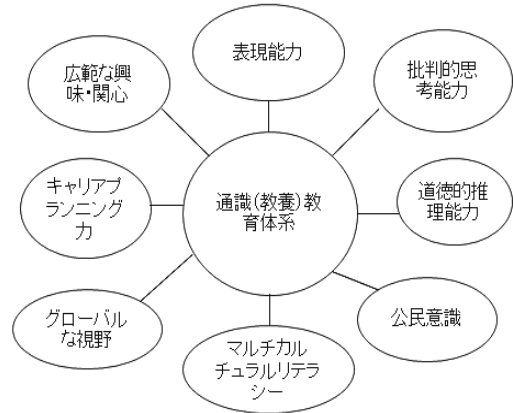 表現能力
広範な興
味・関心
批判的思
考能力
キャリアプ
ランニング
力
通識(教養)教
育体系
道徳的推
理能力
グローバル
な視野
公民意識
マルチカル
チュラルリテラ
シー